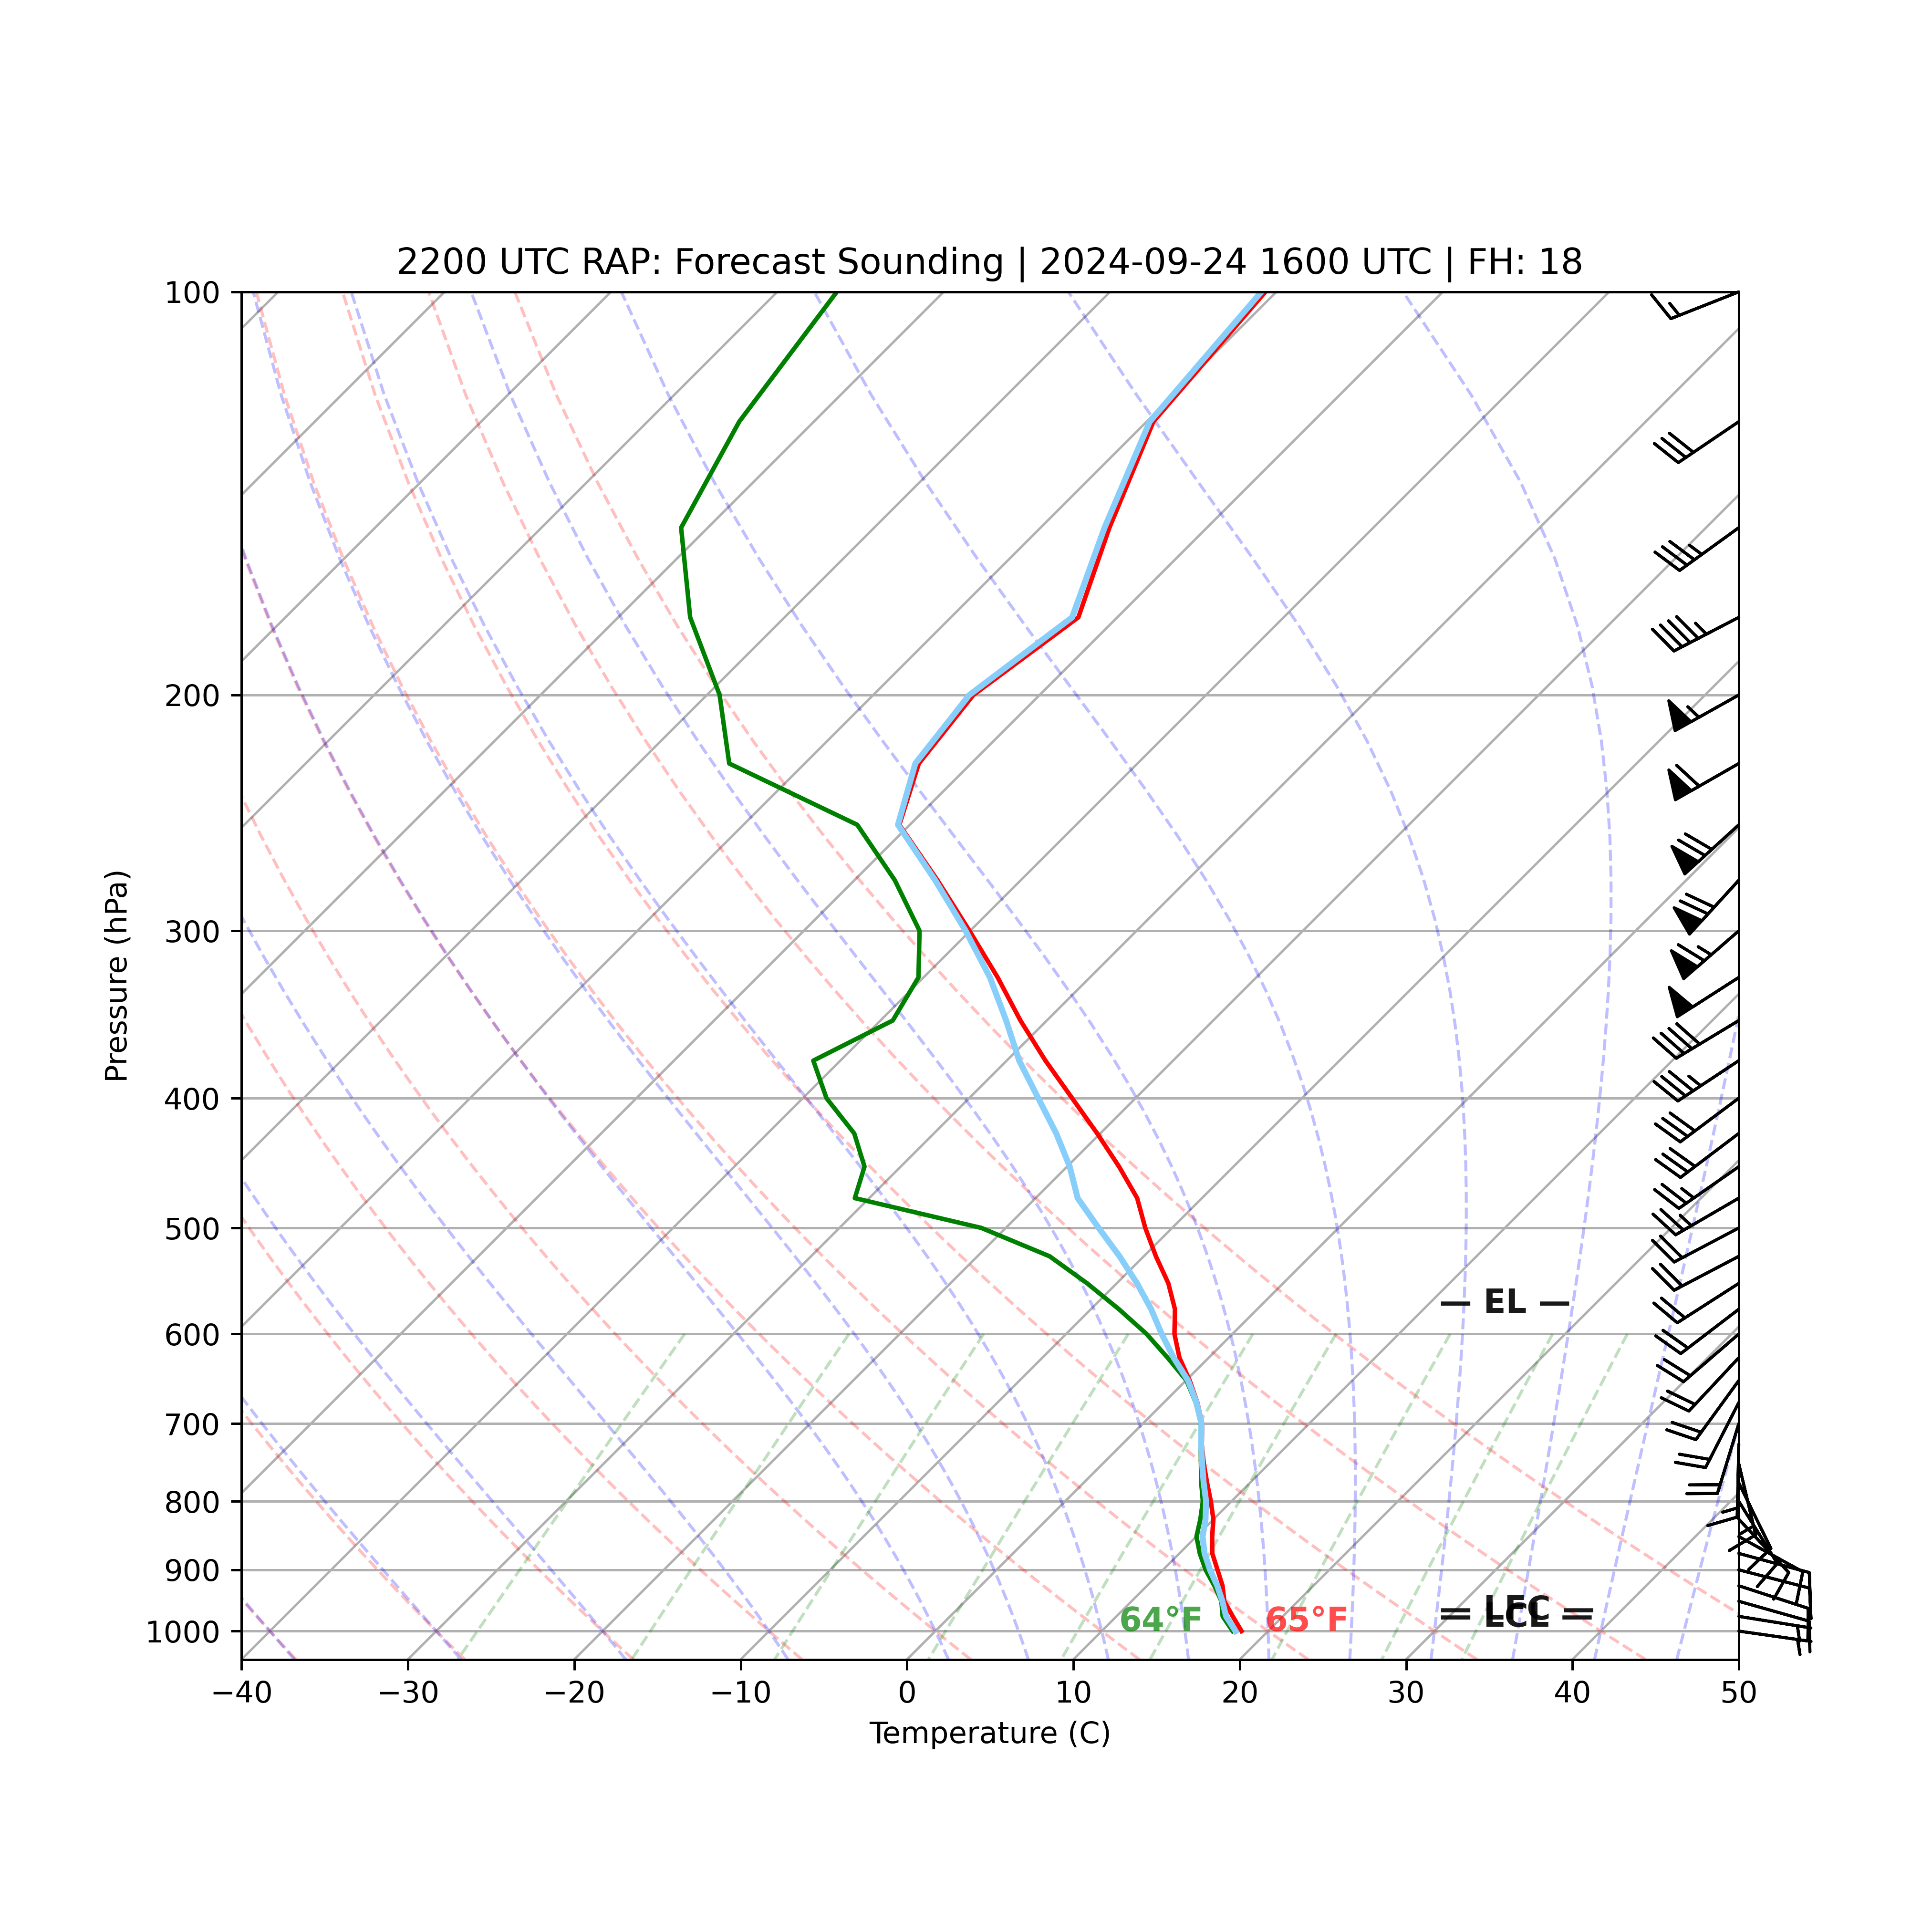 2200 UTC RAP: Forecast Sounding | 2024-09-24 1600 UTC | FH: 18
100
200
300
400
500
600
700
800
900
1000
Pressure (hPa)
— EL —
— LFC —
— LCL —
64°F
65°F
−40 −30 −20 −10 0 10 20 30 40 50
Temperature (C)